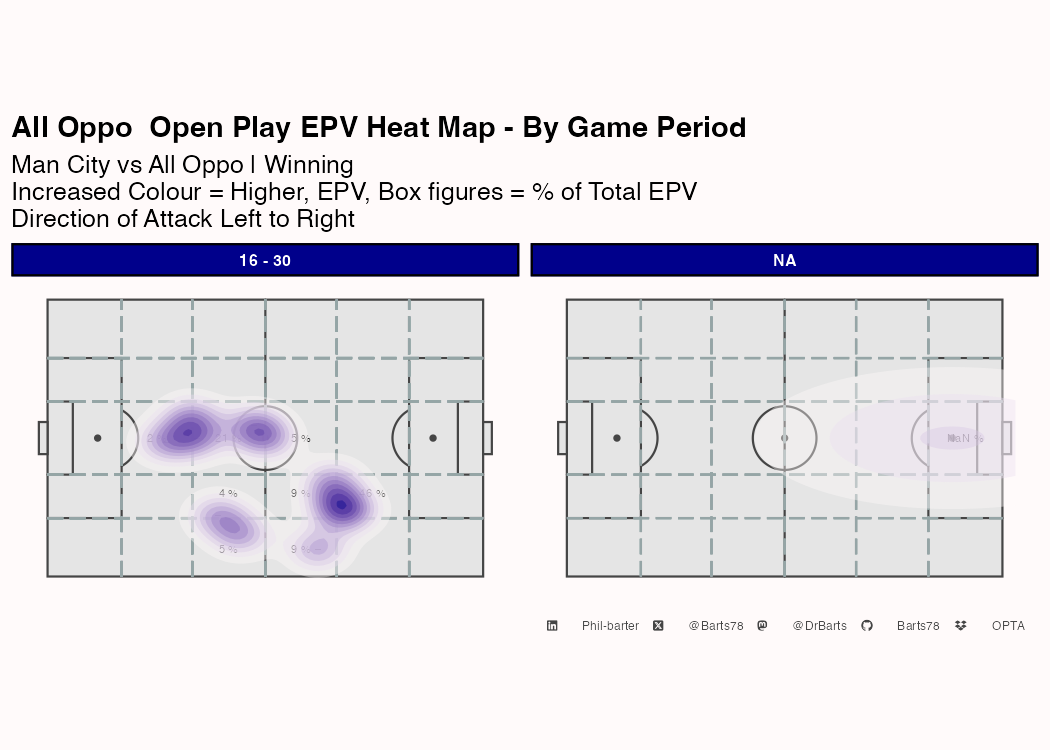 All Oppo  Open Play EPV Heat Map - By Game Period
Man City vs All Oppo | Winning
Increased Colour = Higher, EPV, Box figures = % of Total EPV
Direction of Attack Left to Right
16 - 30
NA
5 %
NaN %
4 %
9 %
5 %
9 %
Phil-barter @Barts78 @DrBarts Barts78 OPTA